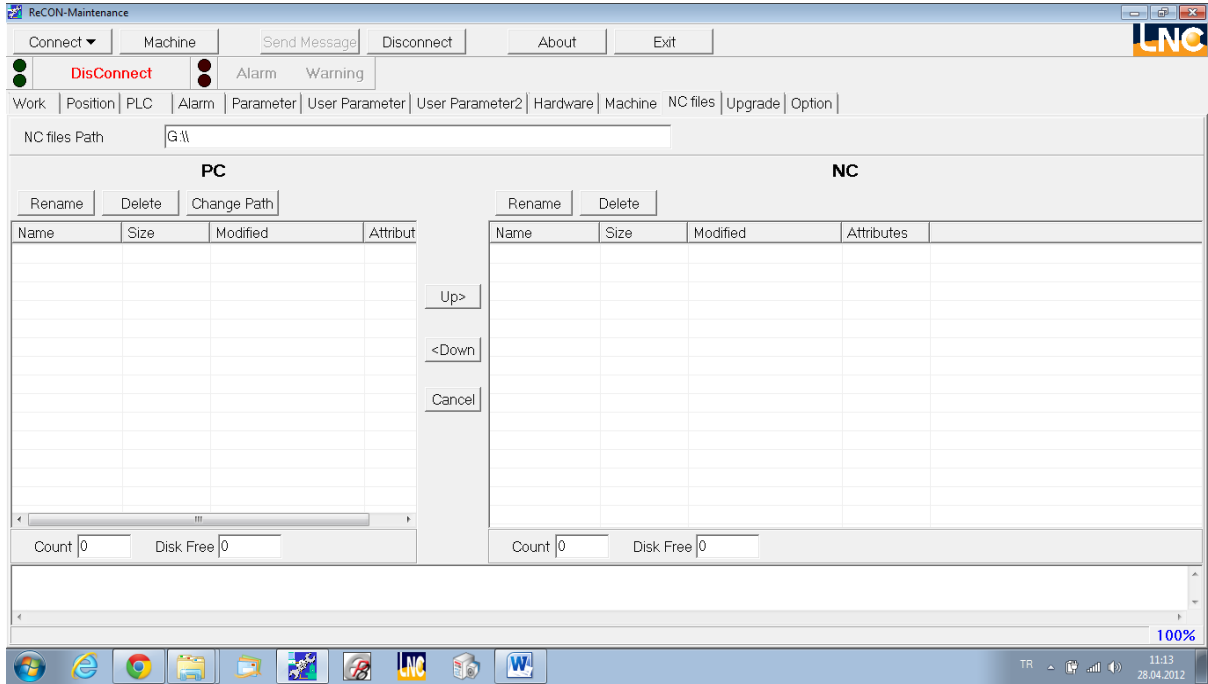 ReCON-Maintenance
Connect Machine Send Message Disconnect About Exit LNC
DisConnect Alarm Warning
Work Position PLC Alarm Parameter User Parameter User Parameter2 Hardware Machine NC files Upgrade Option
NC files Path G:\\
PC NC
Rename Delete Change Path Rename Delete
Name Size Modified Attribut Name Size Modified Attributes
Up>
<Down
Cancel
Count 0 Disk Free 0 Count 0 Disk Free 0
100%
LNC W TR 11:13
28.04.2012